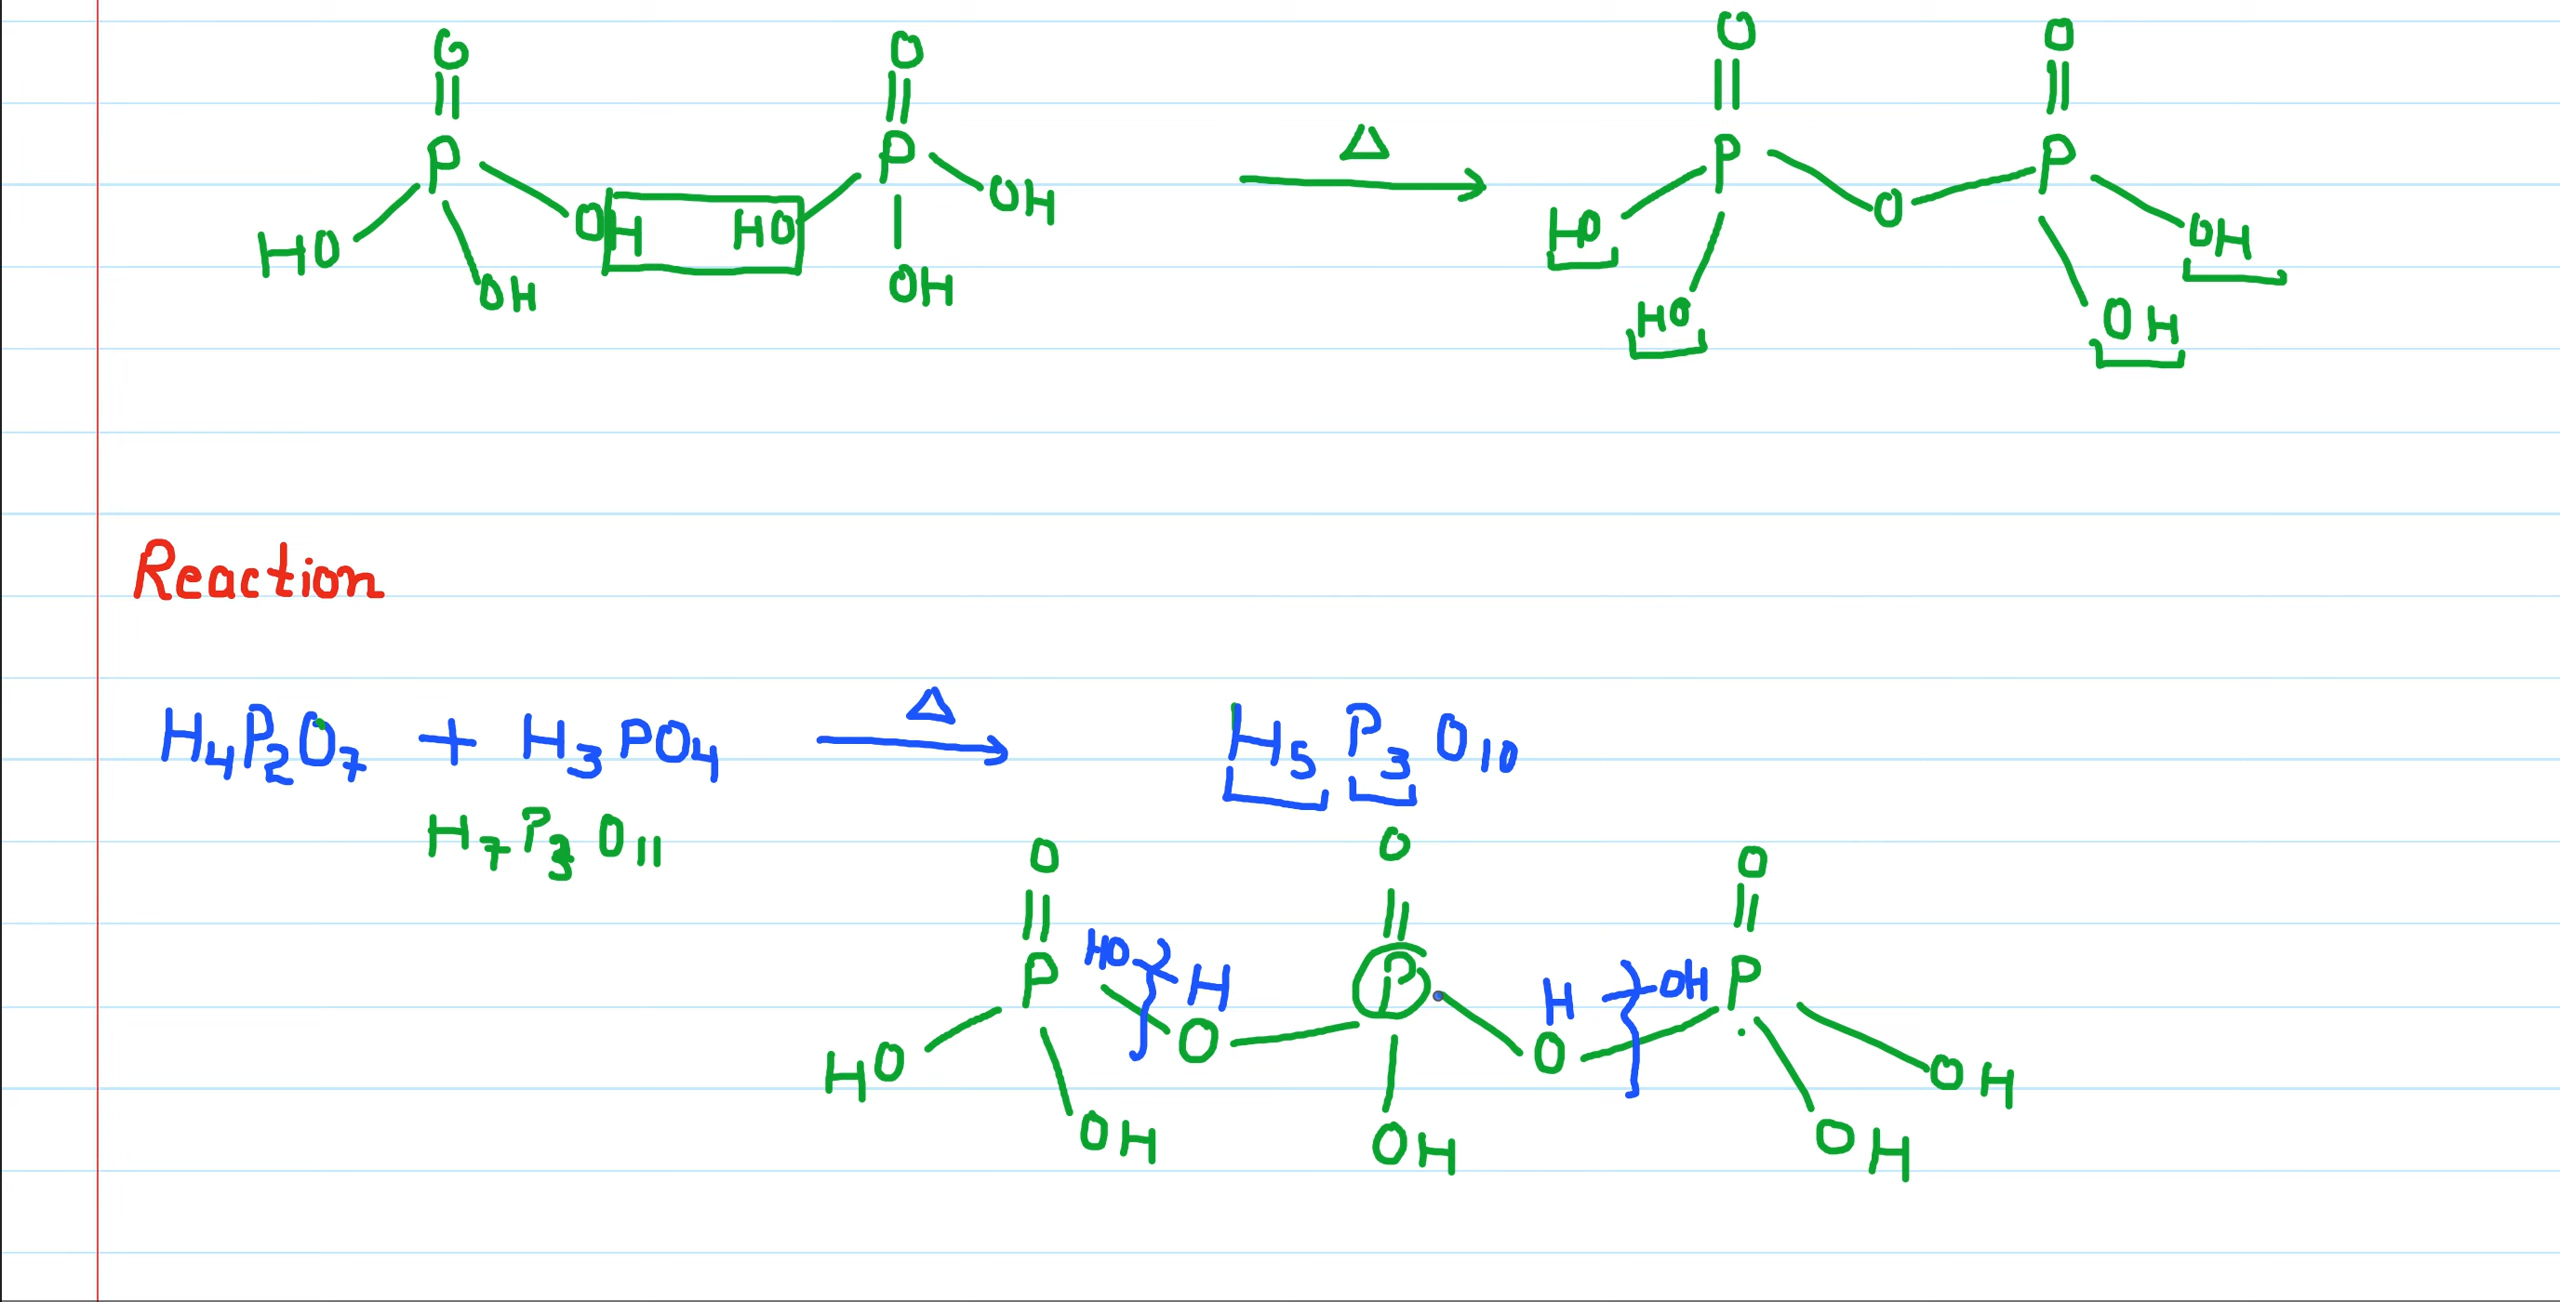 O O O O
P P Δ P P
HO OH HO OH HO O OH
OH OH HO OH
Reaction
H₄P₂O₇ + H₃PO₄ Δ H₅P₃O₁₀
H₇P₃O₁₁
O O O
P HO H P H OH P
HO O O OH
OH OH OH